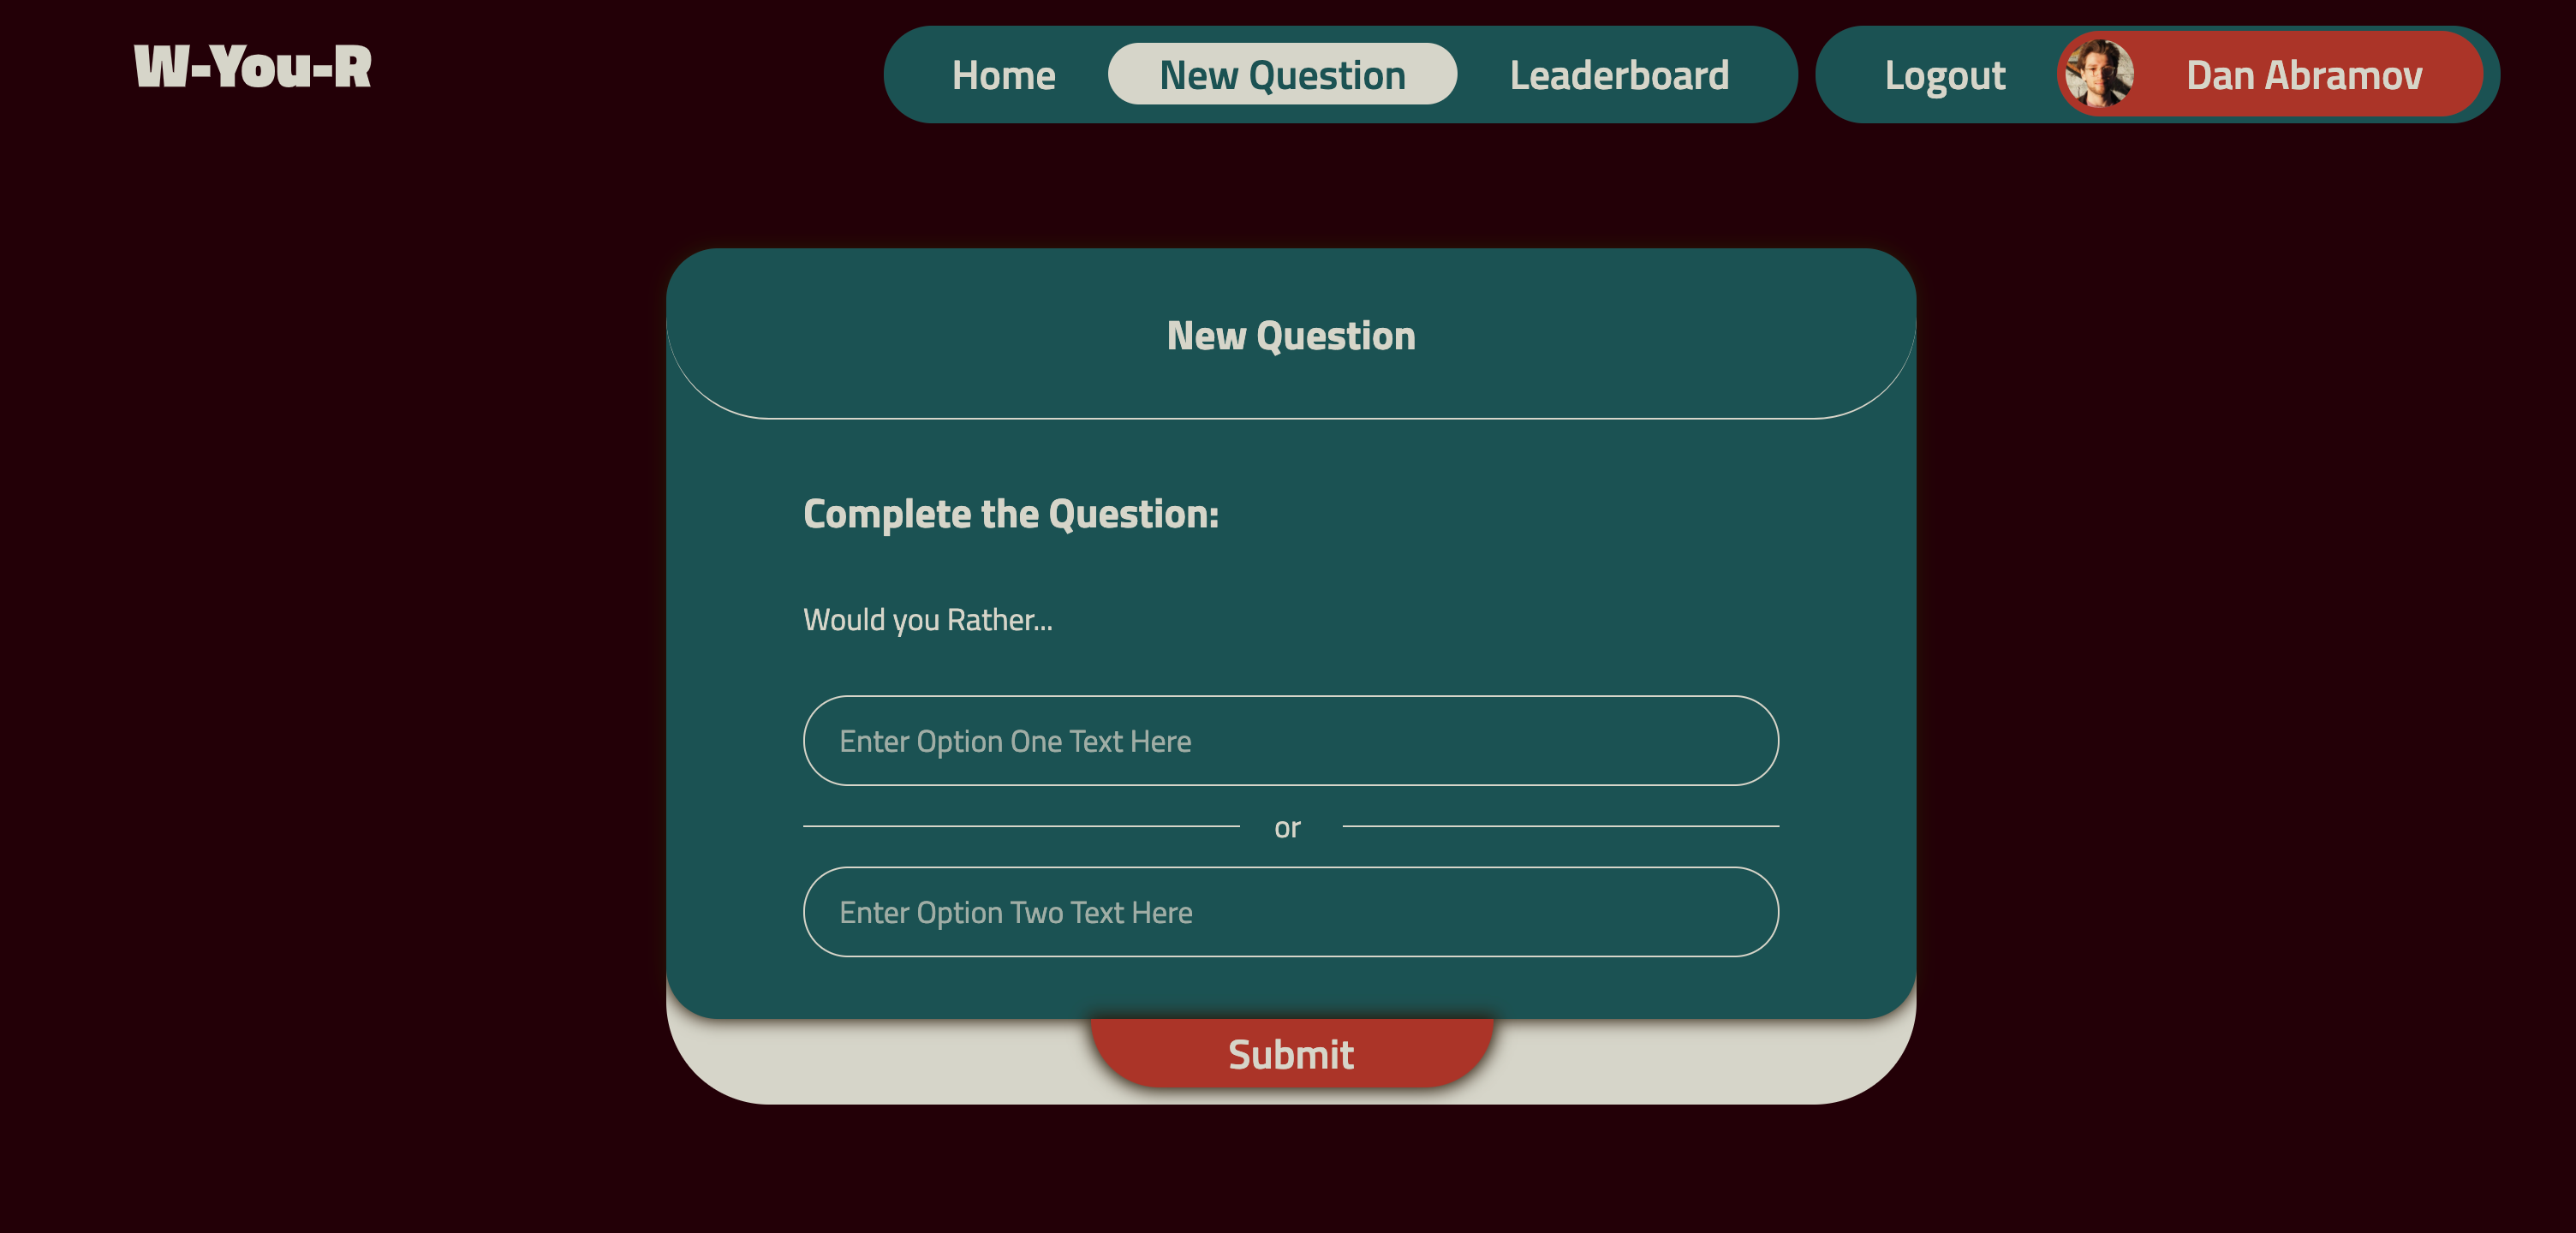 W-You-R
Home
New Question
Leaderboard
Logout
Dan Abramov
New Question
Complete the Question:
Would you Rather...
Enter Option One Text Here
or
Enter Option Two Text Here
Submit